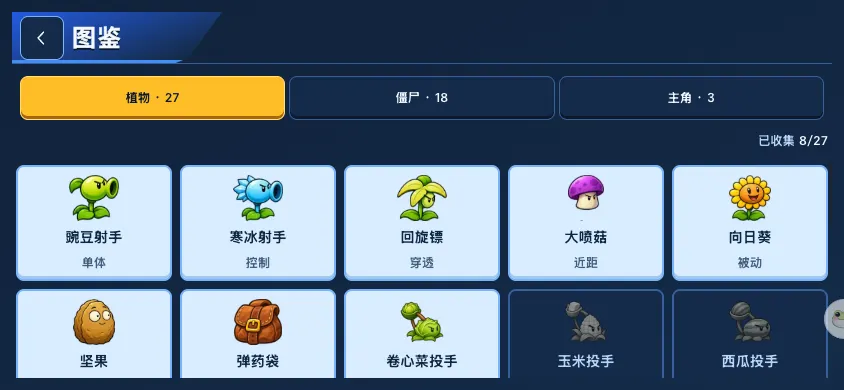 图鉴
植物 · 27
僵尸 · 18
主角 · 3
已收集 8/27
豌豆射手
寒冰射手
回旋镖
大喷菇
向日葵
单体
控制
穿透
近距
被动
坚果
弹药袋
卷心菜投手
玉米投手
西瓜投手